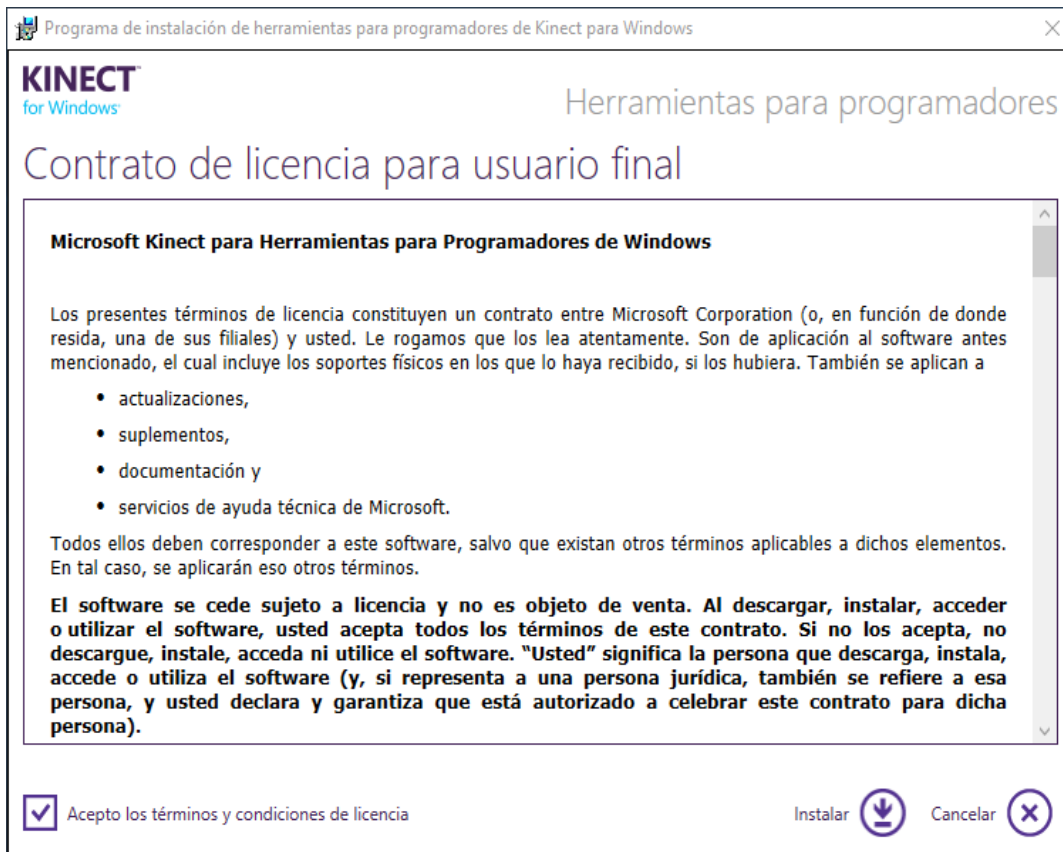 Programa de instalación de herramientas para programadores de Kinect para Windows
KINECT™
for Windows®
Herramientas para programadores
Contrato de licencia para usuario final
Microsoft Kinect para Herramientas para Programadores de Windows
Los presentes términos de licencia constituyen un contrato entre Microsoft Corporation (o, en función de donde
resida, una de sus filiales) y usted. Le rogamos que los lea atentamente. Son de aplicación al software antes
mencionado, el cual incluye los soportes físicos en los que lo haya recibido, si los hubiera. También se aplican a
• actualizaciones,
• suplementos,
• documentación y
• servicios de ayuda técnica de Microsoft.
Todos ellos deben corresponder a este software, salvo que existan otros términos aplicables a dichos elementos.
En tal caso, se aplicarán eso otros términos.
El software se cede sujeto a licencia y no es objeto de venta. Al descargar, instalar, acceder
o utilizar el software, usted acepta todos los términos de este contrato. Si no los acepta, no
descargue, instale, acceda ni utilice el software. “Usted” significa la persona que descarga, instala,
accede o utiliza el software (y, si representa a una persona jurídica, también se refiere a esa
persona, y usted declara y garantiza que está autorizado a celebrar este contrato para dicha
persona).
Acepto los términos y condiciones de licencia
Instalar
Cancelar